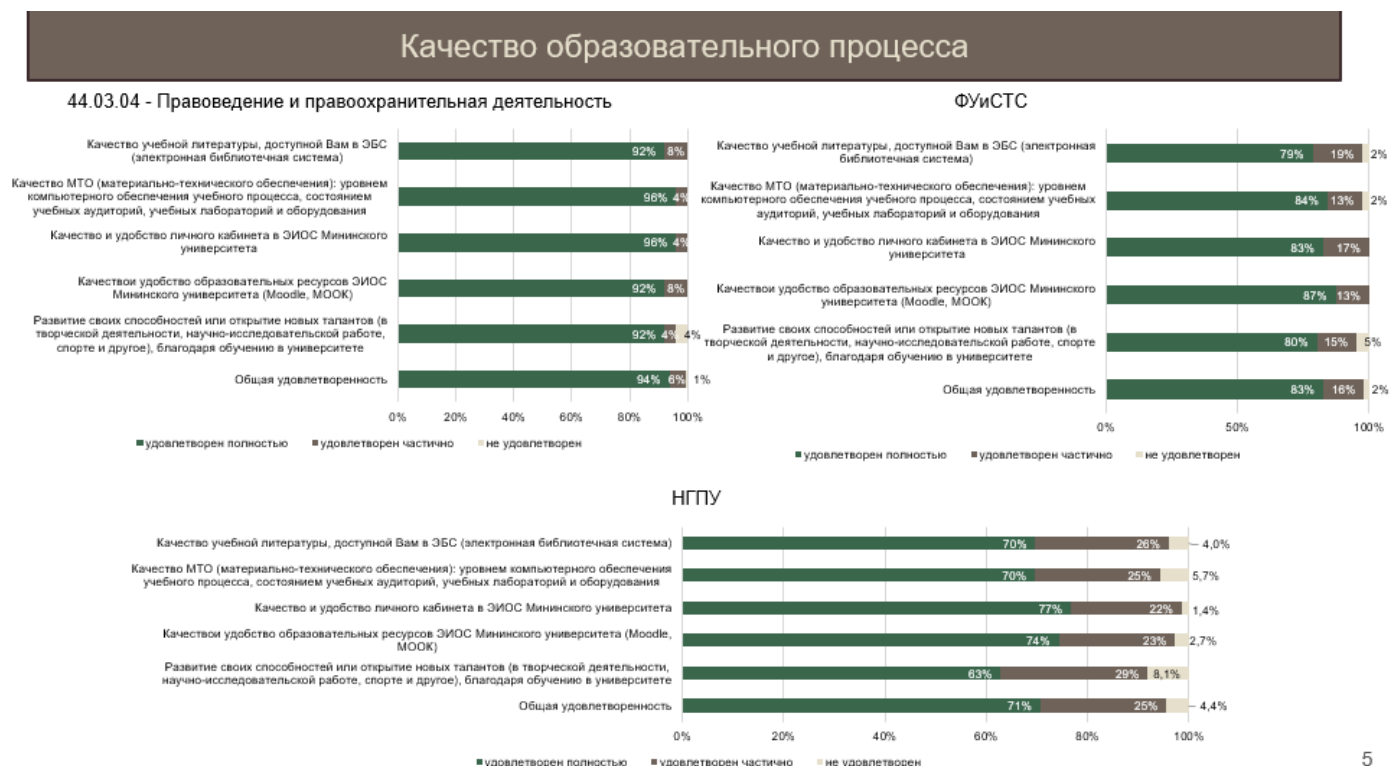 Качество образовательного процесса
44.03.04 - Правоведение и правоохранительная деятельность
Качество учебной литературы, доступной Вам в ЭБС
(электронная библиотечная система)
92% 8%
Качество МТО (материально-технического обеспечения): уровнем
компьютерного обеспечения учебного процесса, состоянием
учебных аудиторий, учебных лабораторий и оборудования
96% 4%
Качество и удобство личного кабинета в ЭИОС Мининского
университета
96% 4%
Качествои удобство образовательных ресурсов ЭИОС
Мининского университета (Moodle, МООК)
92% 8%
Развитие своих способностей или открытие новых талантов (в
творческой деятельности, научно-исследовательской работе,
спорте и другое), благодаря обучению в университете
92% 4% 4%
Общая удовлетворенность
94% 6% 1%
0% 20% 40% 60% 80% 100%
удовлетворен полностью удовлетворен частично не удовлетворен
ФУиСТС
Качество учебной литературы, доступной Вам в ЭБС (электронная
библиотечная система)
79% 19% 2%
Качество МТО (материально-технического обеспечения): уровнем
компьютерного обеспечения учебного процесса, состоянием учебных
аудиторий, учебных лабораторий и оборудования
84% 13% 2%
Качество и удобство личного кабинета в ЭИОС Мининского
университета
83% 17%
Качествои удобство образовательных ресурсов ЭИОС Мининского
университета (Moodle, МООК)
87% 13%
Развитие своих способностей или открытие новых талантов (в
творческой деятельности, научно-исследовательской работе, спорте
и другое), благодаря обучению в университете
80% 15% 5%
Общая удовлетворенность
83% 16% 2%
0% 50% 100%
удовлетворен полностью удовлетворен частично не удовлетворен
НГПУ
Качество учебной литературы, доступной Вам в ЭБС (электронная библиотечная система)
70% 26% 4,0%
Качество МТО (материально-технического обеспечения): уровнем компьютерного обеспечения
учебного процесса, состоянием учебных аудиторий, учебных лабораторий и оборудования
70% 25% 5,7%
Качество и удобство личного кабинета в ЭИОС Мининского университета
77% 22% 1,4%
Качествои удобство образовательных ресурсов ЭИОС Мининского университета (Moodle,
МООК)
74% 23% 2,7%
Развитие своих способностей или открытие новых талантов (в творческой деятельности,
научно-исследовательской работе, спорте и другое), благодаря обучению в университете
63% 29% 8,1%
Общая удовлетворенность
71% 25% 4,4%
0% 20% 40% 60% 80% 100%
удовлетворен полностью удовлетворен частично не удовлетворен
5